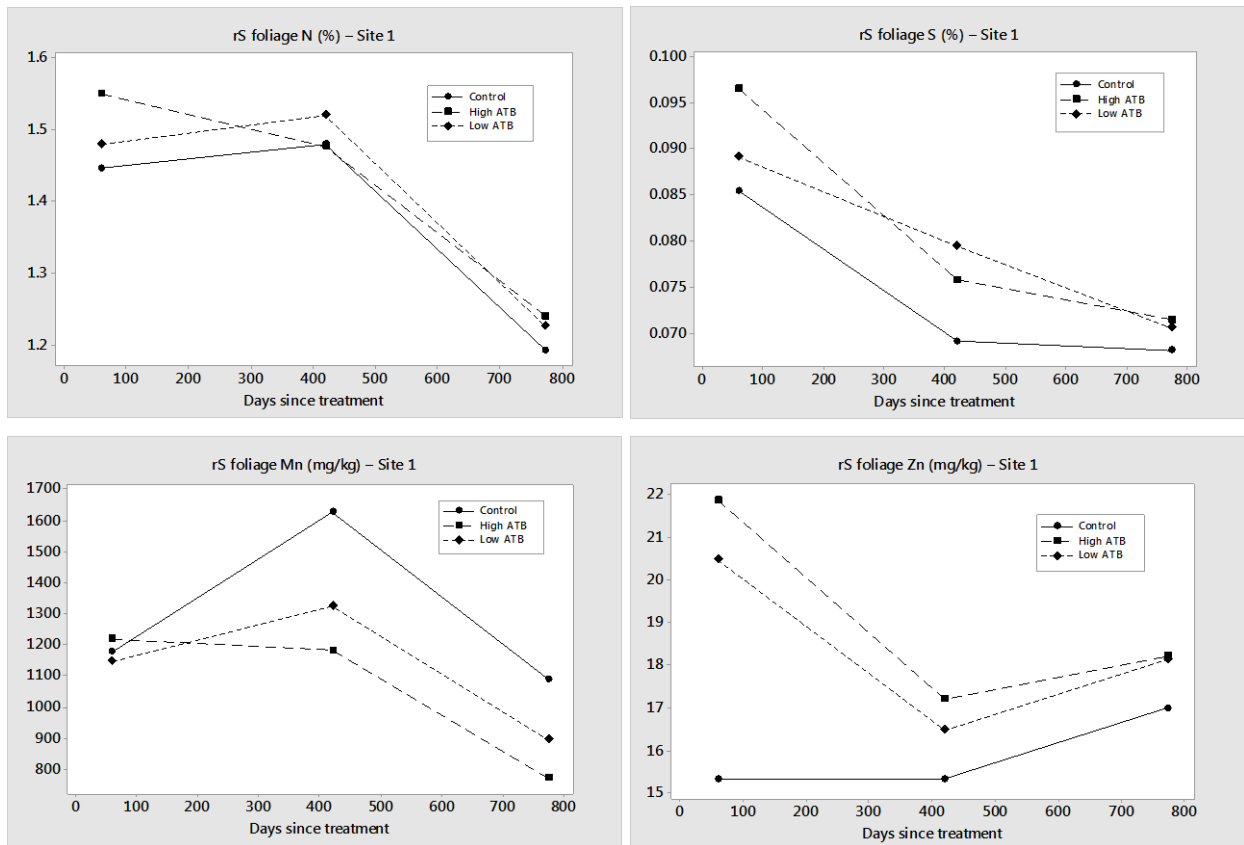 rS foliage N (%) – Site 1
1.6
1.5
1.4
1.3
1.2
Control
High ATB
Low ATB
0 100 200 300 400 500 600 700 800
Days since treatment
rS foliage S (%) – Site 1
0.100
0.095
0.090
0.085
0.080
0.075
0.070
Control
High ATB
Low ATB
0 100 200 300 400 500 600 700 800
Days since treatment
rS foliage Mn (mg/kg) – Site 1
1700
1600
1500
1400
1300
1200
1100
1000
900
800
Control
High ATB
Low ATB
0 100 200 300 400 500 600 700 800
Days since treatment
rS foliage Zn (mg/kg) – Site 1
22
21
20
19
18
17
16
15
Control
High ATB
Low ATB
0 100 200 300 400 500 600 700 800
Days since treatment